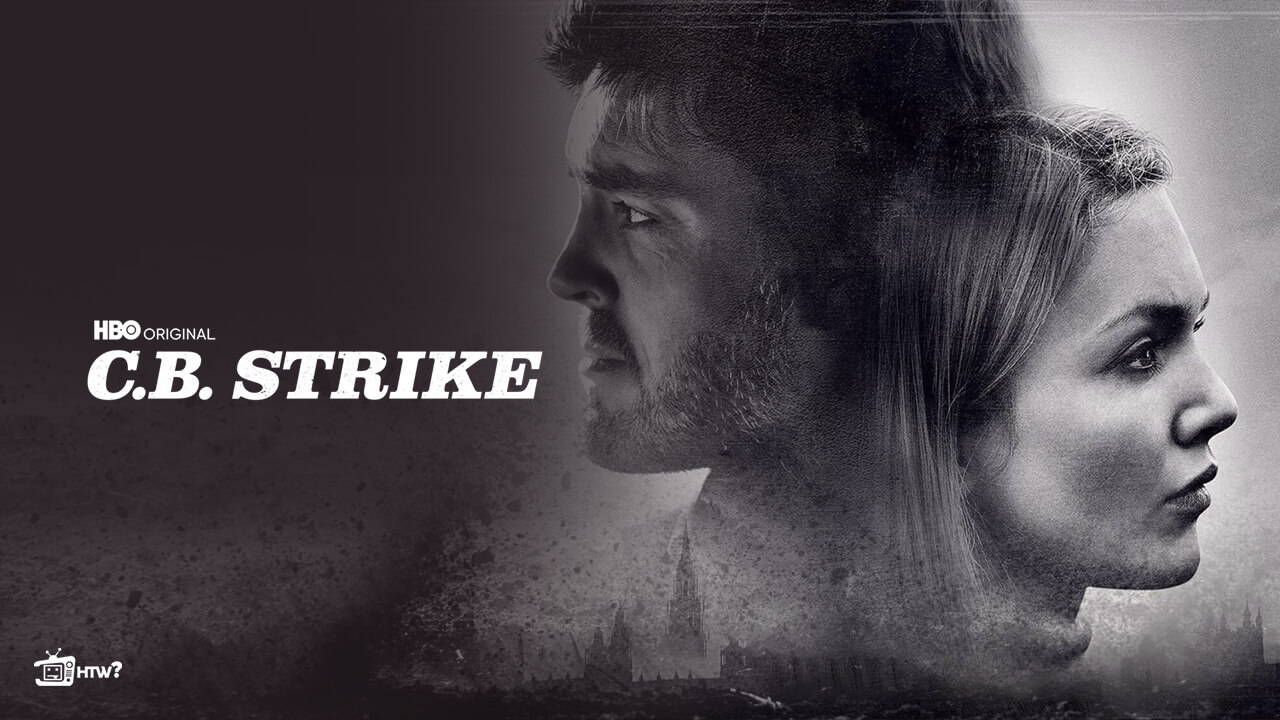 HBO ORIGINAL
C.B. STRIKE
HTW?